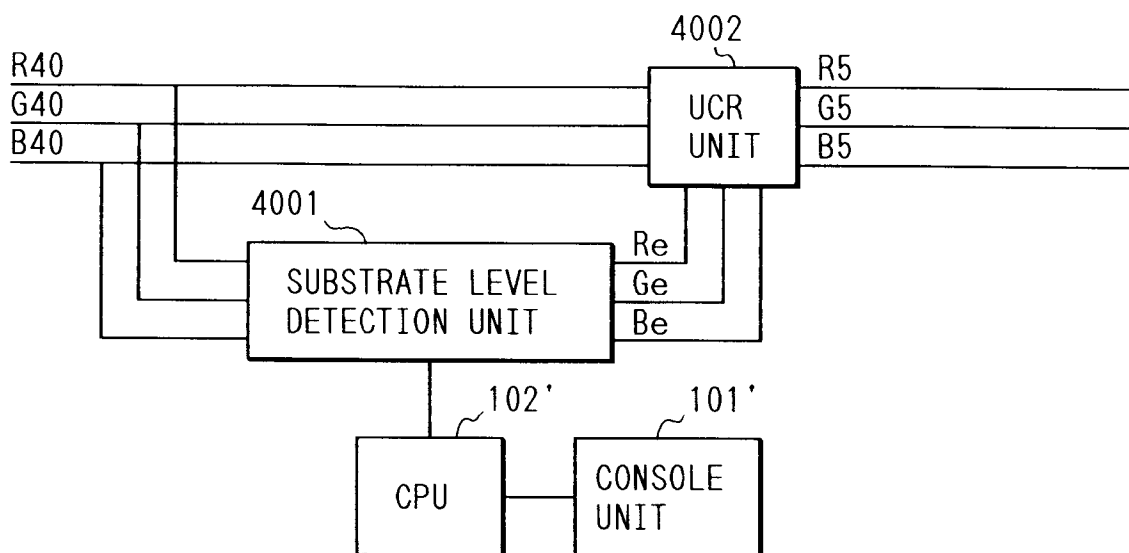 4002
R40
G40
B40
UCR
UNIT
R5
G5
B5
4001
SUBSTRATE LEVEL
DETECTION UNIT
Re
Ge
Be
102'
101'
CPU
CONSOLE
UNIT